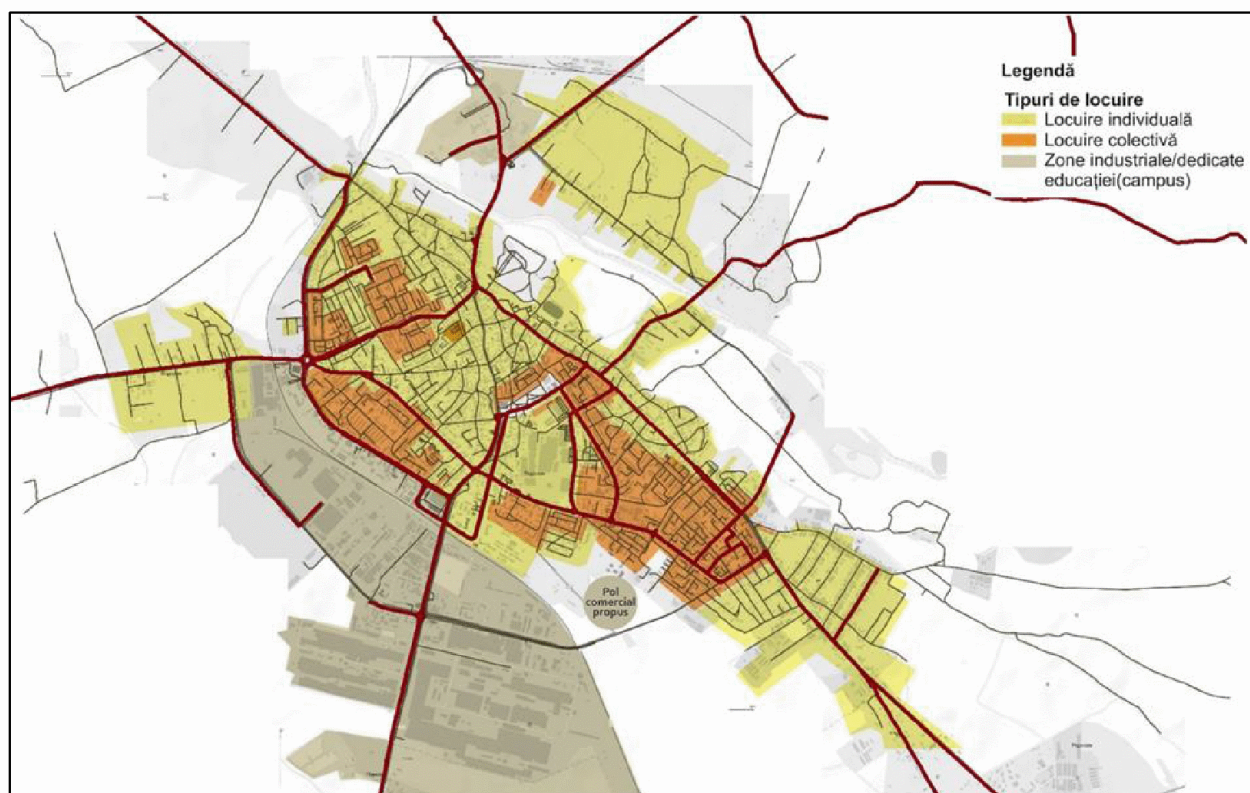 Legendă
Tipuri de locuire
Locuire individuală
Locuire colectivă
Zone industriale/dedicate
educației(campus)
Pol
comercial
propus